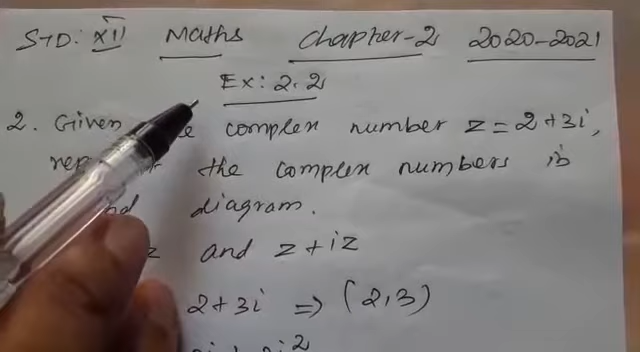 STD: XII Maths Chapter-2 2020-2021
Ex: 2.2
2. Given complex number z = 2+3i,
the complex numbers in
diagram.
z and z+iz
2+3i ⇒ (2,3)